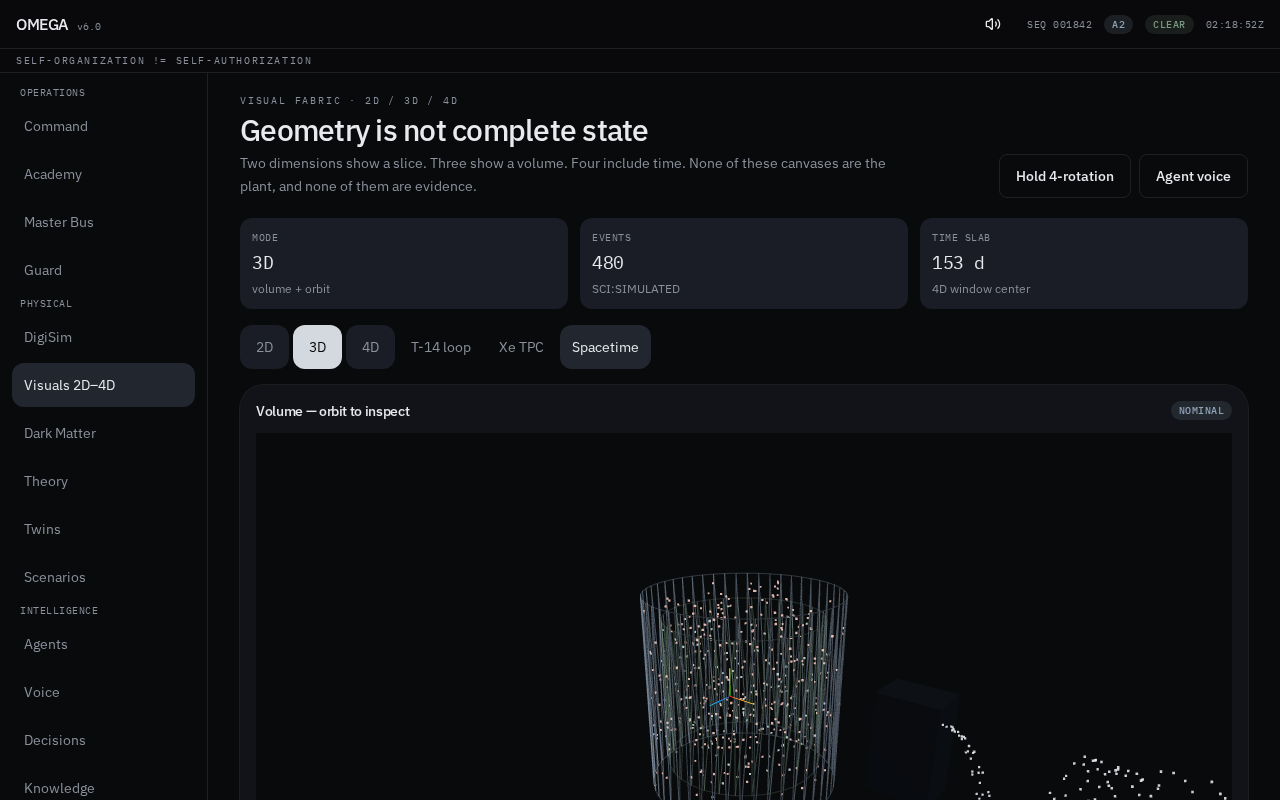 OMEGA v6.0
SEQ 001842 A2 CLEAR 02:18:52Z
SELF-ORGANIZATION != SELF-AUTHORIZATION
OPERATIONS
Command
Academy
Master Bus
Guard
PHYSICAL
DigiSim
Visuals 2D–4D
Dark Matter
Theory
Twins
Scenarios
INTELLIGENCE
Agents
Voice
Decisions
Knowledge
VISUAL FABRIC · 2D / 3D / 4D
Geometry is not complete state
Two dimensions show a slice. Three show a volume. Four include time. None of these canvases are the
plant, and none of them are evidence.
Hold 4-rotation Agent voice
MODE
3D
volume + orbit
EVENTS
480
SCI:SIMULATED
TIME SLAB
153 d
4D window center
2D 3D 4D T-14 loop Xe TPC Spacetime
Volume — orbit to inspect NOMINAL